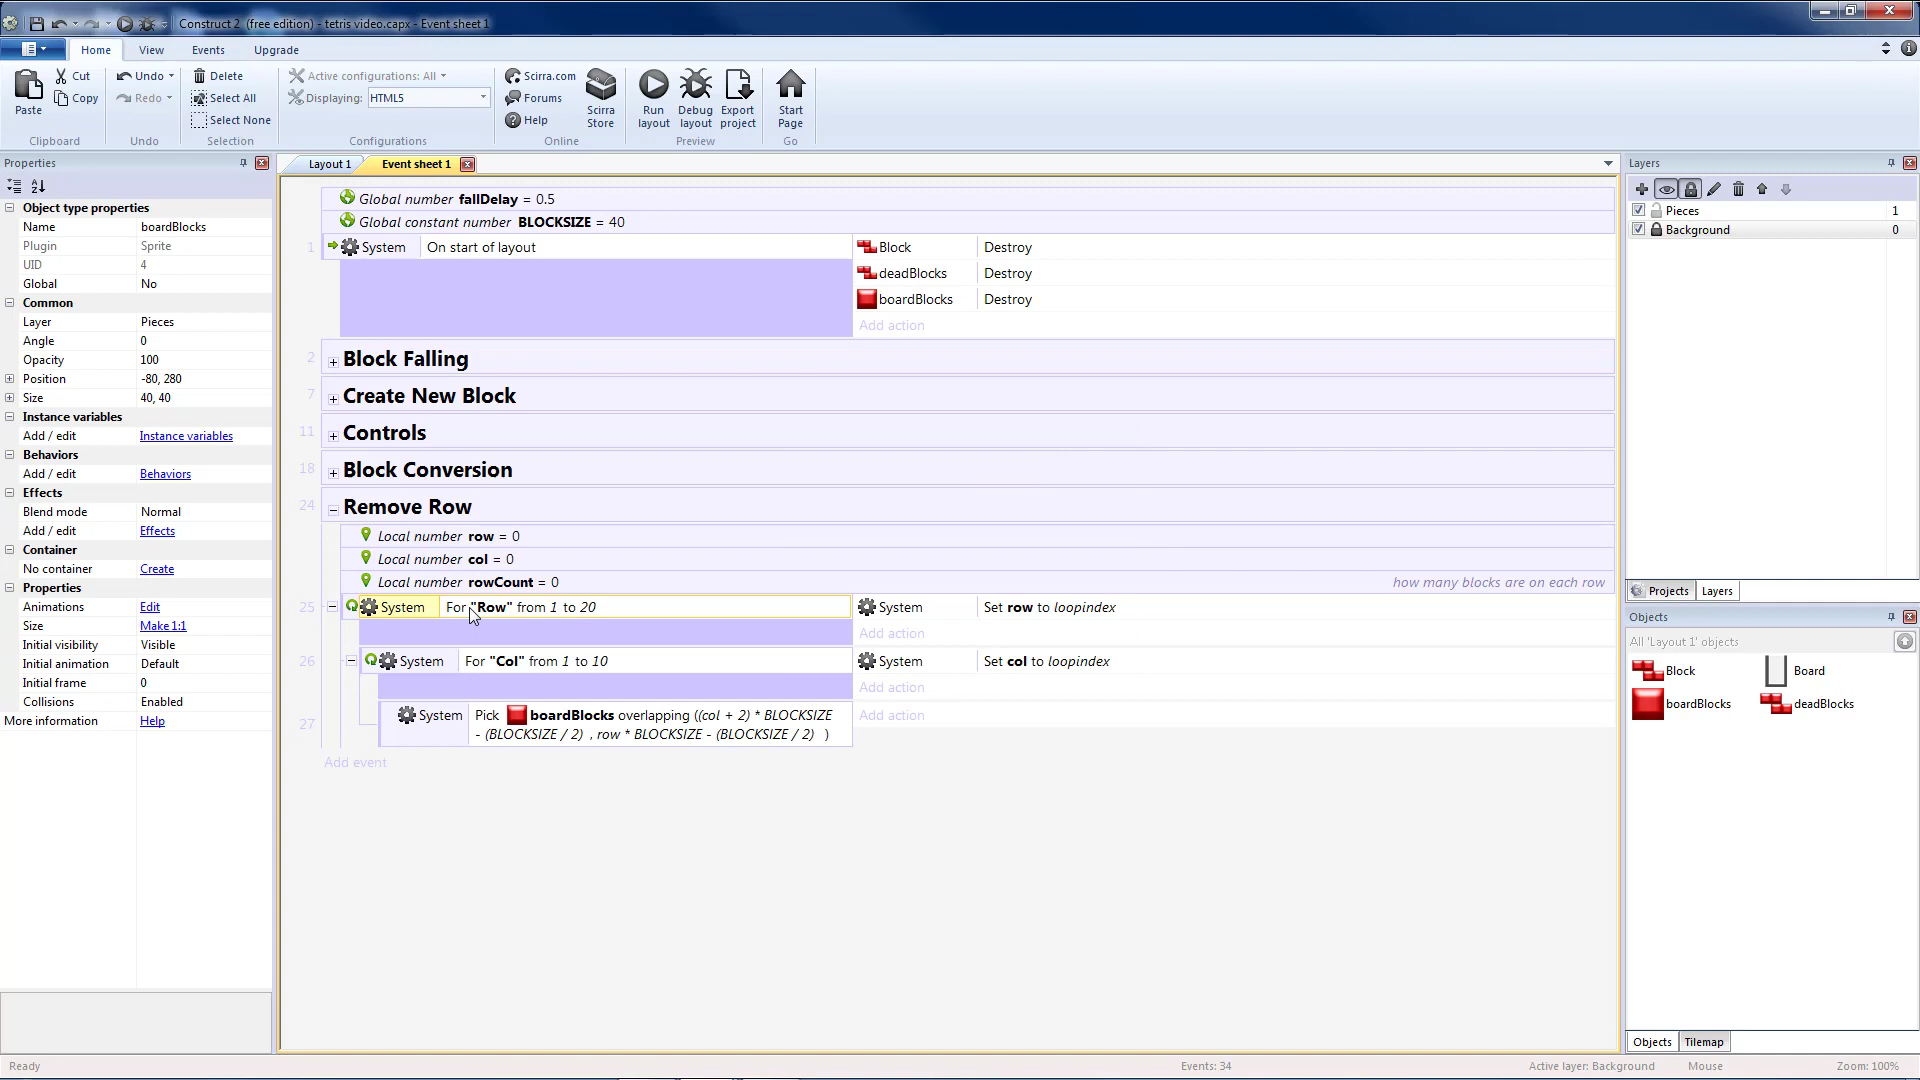 Construct 2 (free edition) - tetris video.capx - Event sheet 1
Home
View
Events
Upgrade
Paste
Cut
Copy
Clipboard
Undo
Redo
Undo
Delete
Select All
Select None
Selection
Active configurations: All
Displaying:
HTML5
Configurations
Scirra.com
Forums
Help
Scirra Store
Online
Run layout
Debug layout
Export project
Preview
Start Page
Go
Properties
Object type properties
Name boardBlocks
Plugin Sprite
UID 4
Global No
Common
Layer Pieces
Angle 0
Opacity 100
Position -80, 280
Size 40, 40
Instance variables
Add / edit Instance variables
Behaviors
Add / edit Behaviors
Effects
Blend mode Normal
Add / edit Effects
Container
No container Create
Properties
Animations Edit
Size Make 1:1
Initial visibility Visible
Initial animation Default
Initial frame 0
Collisions Enabled
More information Help
Layout 1
Event sheet 1
Global number fallDelay = 0.5
Global constant number BLOCKSIZE = 40
1 System On start of layout Block Destroy
deadBlocks Destroy
boardBlocks Destroy
Add action
2 Block Falling
7 Create New Block
11 Controls
18 Block Conversion
24 Remove Row
Local number row = 0
Local number col = 0
Local number rowCount = 0 how many blocks are on each row
25 System For "Row" from 1 to 20 System Set row to loopindex
Add action
26 System For "Col" from 1 to 10 System Set col to loopindex
Add action
27 System Pick boardBlocks overlapping ((col + 2) * BLOCKSIZE Add action
- (BLOCKSIZE / 2) , row * BLOCKSIZE - (BLOCKSIZE / 2) )
Add event
Layers
Pieces 1
Background 0
Projects
Layers
Objects
All 'Layout 1' objects
Block
Board
boardBlocks
deadBlocks
Objects
Tilemap
Ready
Events: 34
Active layer: Background
Mouse
Zoom: 100%